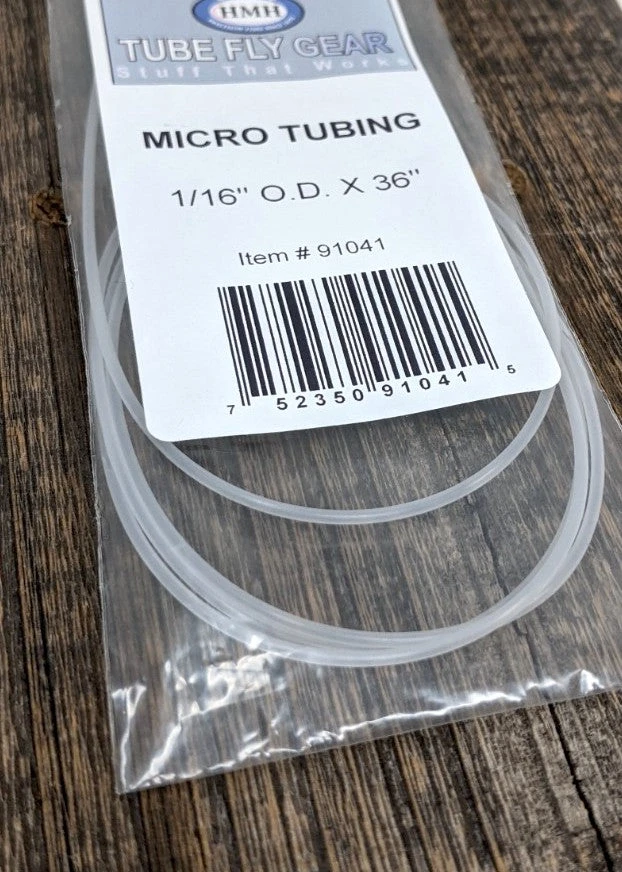 HMH
TUBE FLY GEAR
Stuff That Works
MICRO TUBING
1/16" O.D. X 36"
Item # 91041
7 52350 91041 5